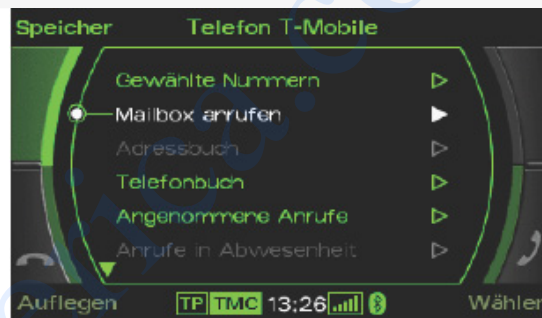 Speicher Telefon T-Mobile
Gewählte Nummern
Mailbox anrufen
Adressbuch
Telefonbuch
Angenommene Anrufe
Anrufe in Abwesenheit
Auflegen TP TMC 13:26 Wähler